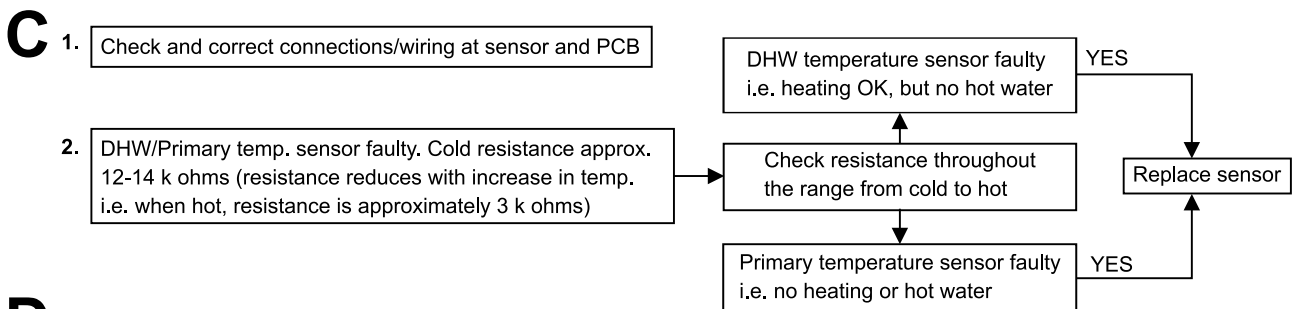 C
1. Check and correct connections/wiring at sensor and PCB
2. DHW/Primary temp. sensor faulty. Cold resistance approx.
12-14 k ohms (resistance reduces with increase in temp.
i.e. when hot, resistance is approximately 3 k ohms)
DHW temperature sensor faulty
i.e. heating OK, but no hot water
YES
Check resistance throughout
the range from cold to hot
Replace sensor
Primary temperature sensor faulty
i.e. no heating or hot water
YES